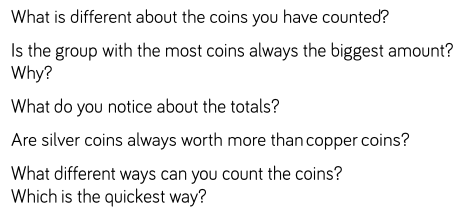 What is different about the coins you have counted?
Is the group with the most coins always the biggest amount?
Why?
What do you notice about the totals?
Are silver coins always worth more than copper coins?
What different ways can you count the coins?
Which is the quickest way?